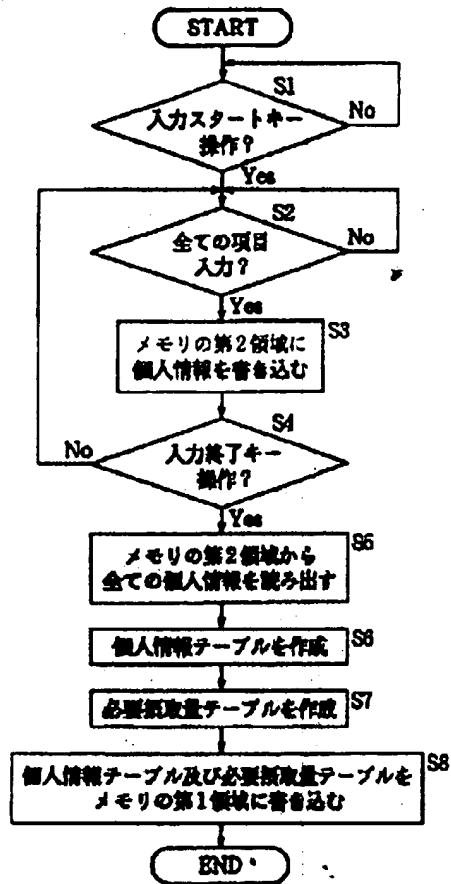 START
S1
入力スタートキー
操作?
No
Yes
S2
全ての項目
入力?
No
Yes
S3
メモリの第2領域に
個人情報を書き込む
S4
入力終了キー
操作?
No
Yes
S5
メモリの第2領域から
全ての個人情報を読み出す
S6
個人情報テーブルを作成
S7
必要摂取量テーブルを作成
S8
個人情報テーブル及び必要摂取量テーブルを
メモリの第1領域に書き込む
END